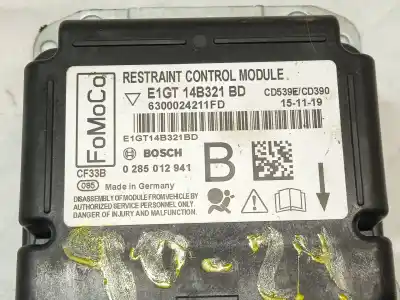 FoMoCo
RESTRAINT CONTROL MODULE
E1GT 14B321 BD
CD539E/CD390
6300024211FD
15-11-19
E1GT14B321BD
CF33B
BOSCH
B
0 285 012 941
085 Made in Germany
DISASSEMBLY OF MODULE FROM VEHICLE BY
AUTHORIZED SERVICE PERSONNEL ONLY
DANGER OF INJURY AND MALFUNCTION.